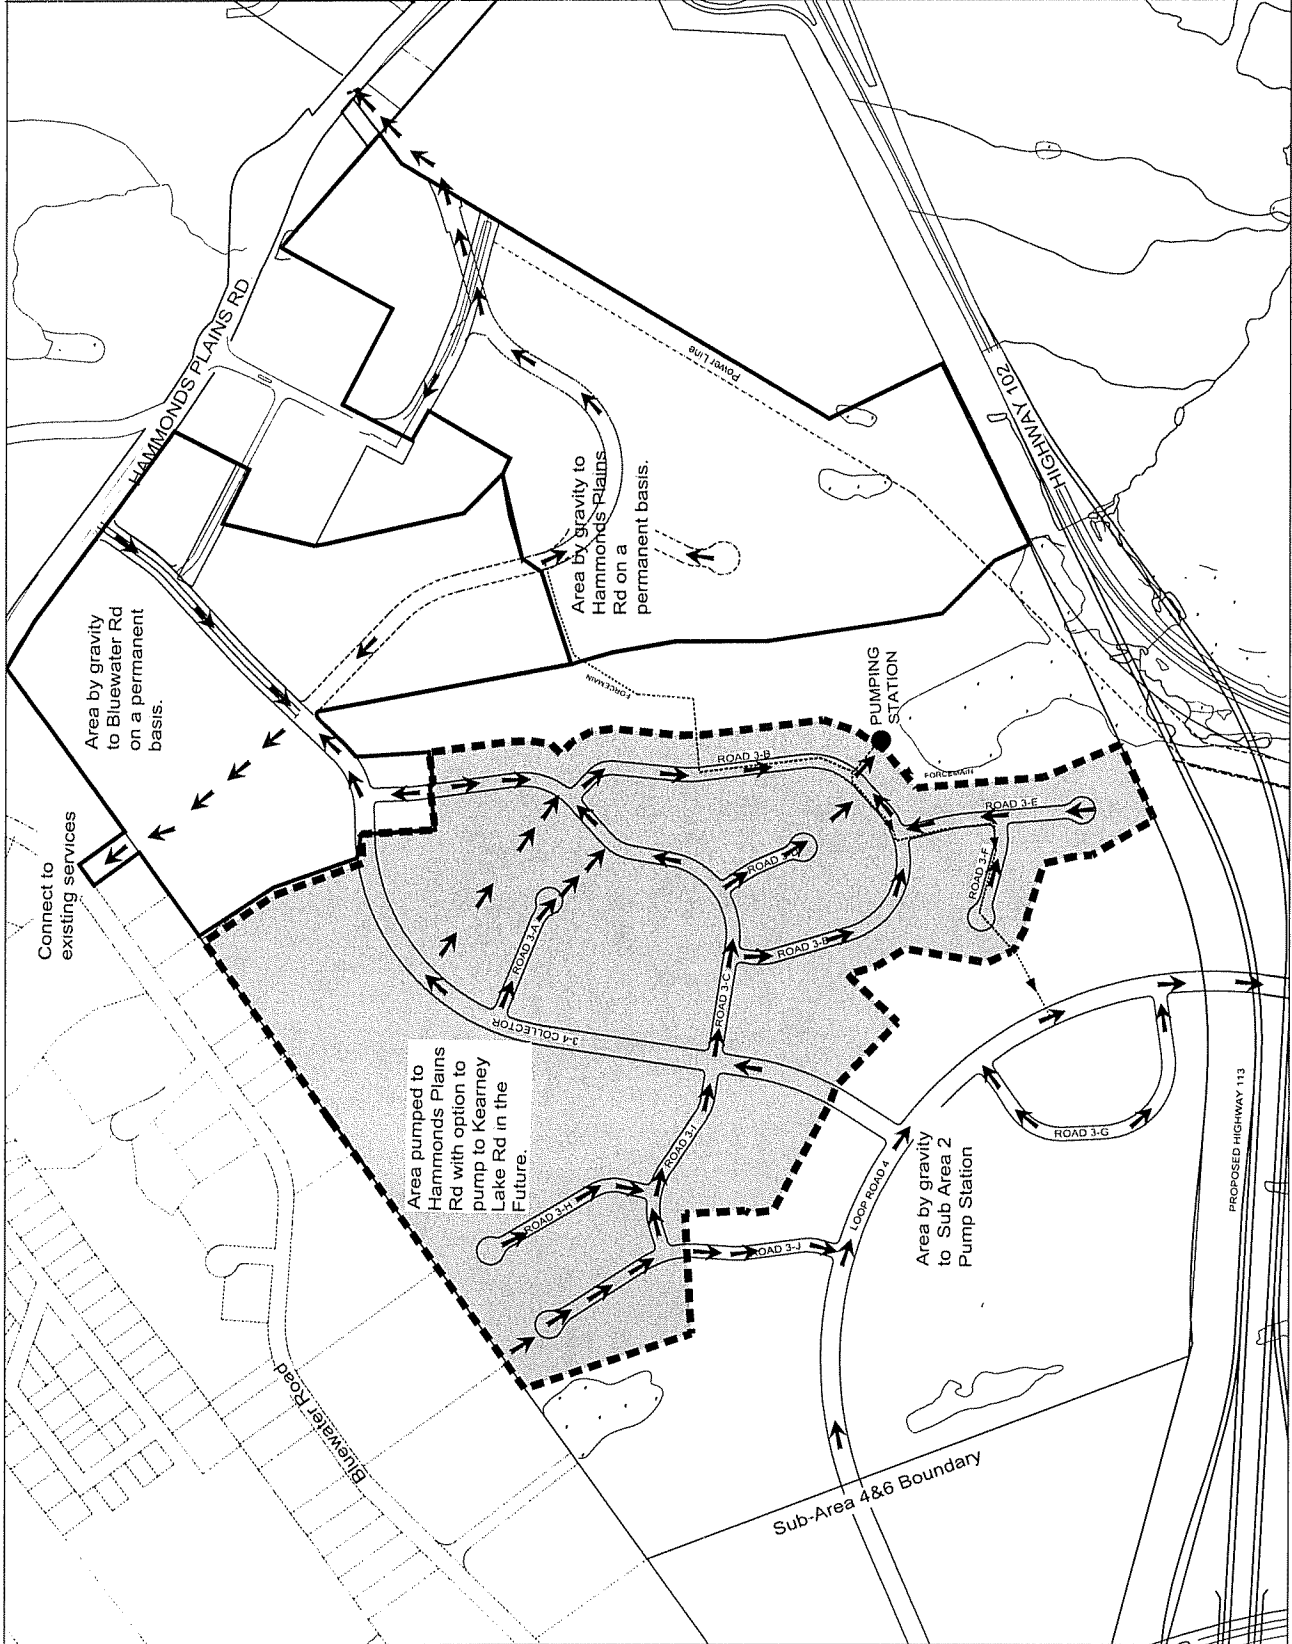 HAMMONDS PLAINS RD
Connect to
existing services
Area by gravity
to Bluewater Rd
on a permanent
basis.
Area by gravity to
Hammonds Plains
Rd on a
permanent basis.
Power Line
HIGHWAY 102
FORCEMAIN
PUMPING
STATION
ROAD 3-B
FORCEMAIN
ROAD 3-E
ROAD 3-F
ROAD
ROAD 3-B
ROAD 3-A
ROAD 3-C
3-4 COLLECTOR
Area pumped to
Hammonds Plains
Rd with option to
pump to Kearney
Lake Rd in the
Future.
ROAD 3-I
ROAD 3-H
ROAD 3-J
LOOP ROAD 4
ROAD 3-G
Area by gravity
to Sub Area 2
Pump Station
PROPOSED HIGHWAY 113
Bluewater Road
Sub-Area 4&6 Boundary